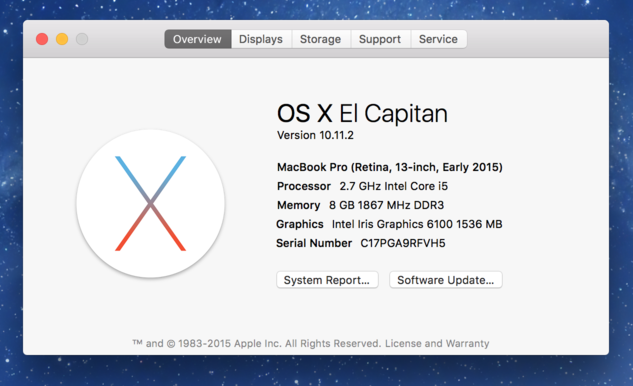 Overview Displays Storage Support Service
OS X El Capitan
Version 10.11.2
MacBook Pro (Retina, 13-inch, Early 2015)
Processor 2.7 GHz Intel Core i5
Memory 8 GB 1867 MHz DDR3
Graphics Intel Iris Graphics 6100 1536 MB
Serial Number C17PGA9RFVH5
System Report... Software Update...
™ and © 1983-2015 Apple Inc. All Rights Reserved. License and Warranty